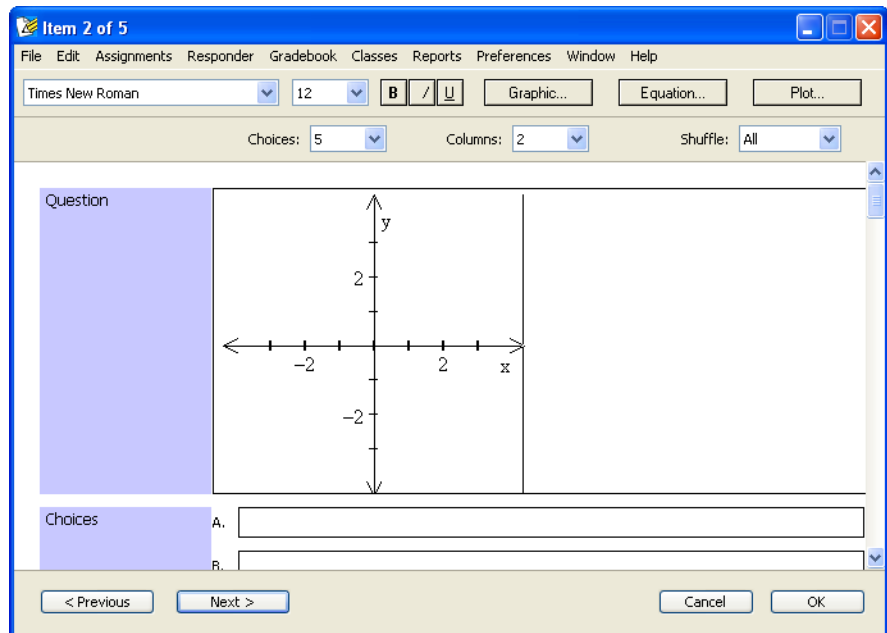 Item 2 of 5
File Edit Assignments Responder Gradebook Classes Reports Preferences Window Help
Times New Roman 12 B / U Graphic... Equation... Plot...
Choices: 5 Columns: 2 Shuffle: All
Question
y
2
−2 2 x
−2
Choices A.
B.
< Previous Next > Cancel OK